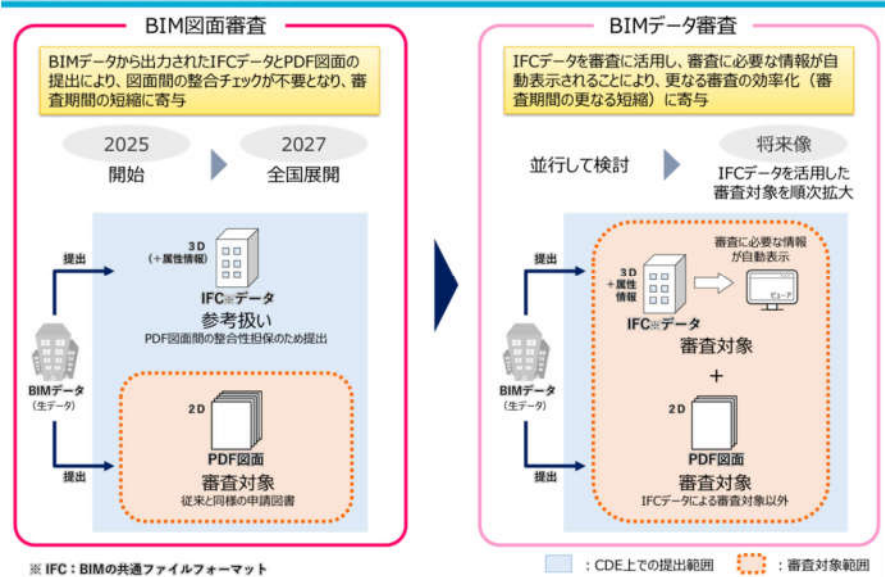 BIM図面審査
BIMデータから出力されたIFCデータとPDF図面の
提出により、図面間の整合チェックが不要となり、審
査期間の短縮に寄与
2025
開始
2027
全国展開
提出
3D
(+属性情報)
IFC※データ
参考扱い
PDF図面間の整合性担保のため提出
BIMデータ
(生データ)
2D
PDF図面
審査対象
従来と同様の申請図書
提出
BIMデータ審査
IFCデータを審査に活用し、審査に必要な情報が自
動表示されることにより、更なる審査の効率化(審
査期間の更なる短縮)に寄与
並行して検討
将来像
IFCデータを活用した
審査対象を順次拡大
提出
3D
+属性
情報
審査に必要な情報
が自動表示
ビューア
IFC※データ
審査対象
+
BIMデータ
(生データ)
2D
PDF図面
審査対象
IFCデータによる審査対象以外
提出
※ IFC:BIMの共通ファイルフォーマット
:CDE上での提出範囲
:審査対象範囲